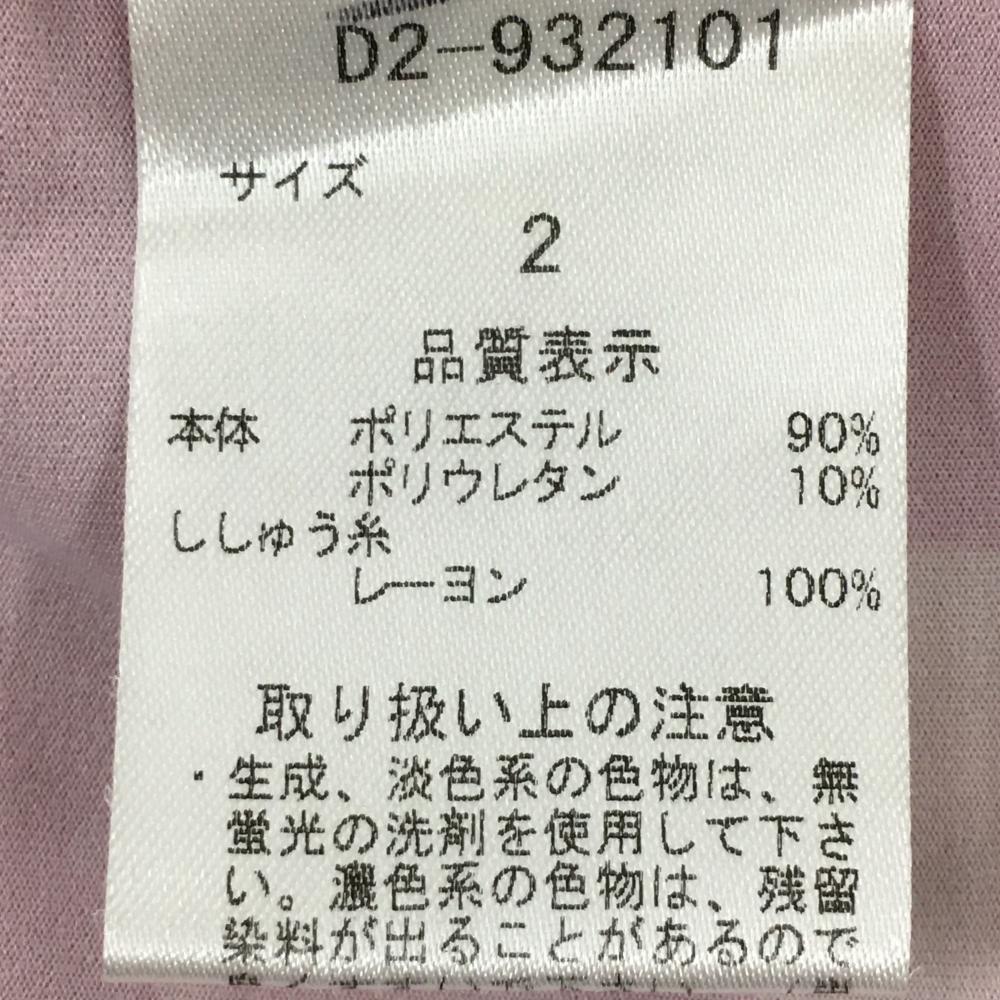 D2-932101
サイズ
2
品質表示
本体 ポリエステル 90%
ポリウレタン 10%
ししゅう糸
レーヨン 100%
取り扱い上の注意
・生成、淡色系の色物は、無
蛍光の洗剤を使用して下さ
い。濃色系の色物は、残留
染料が出ることがあるので